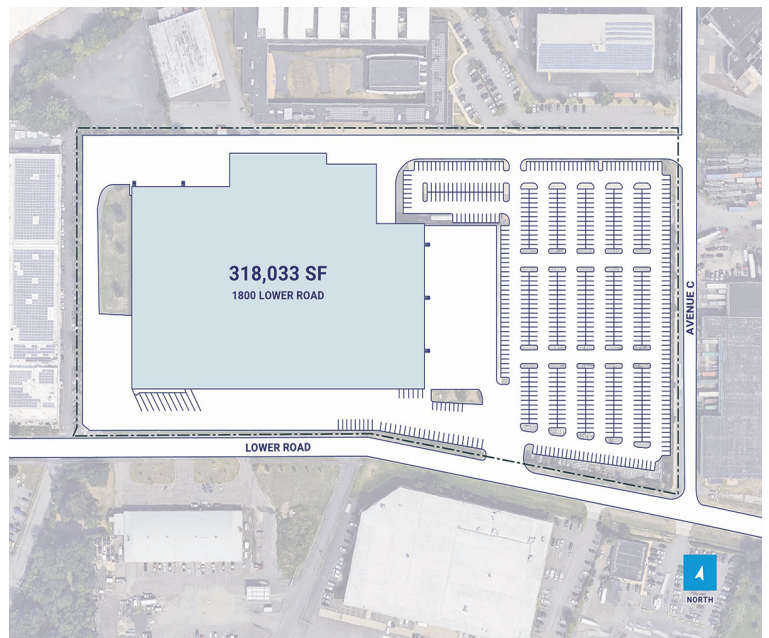 318,033 SF
1800 LOWER ROAD
AVENUE C
LOWER ROAD
NORTH